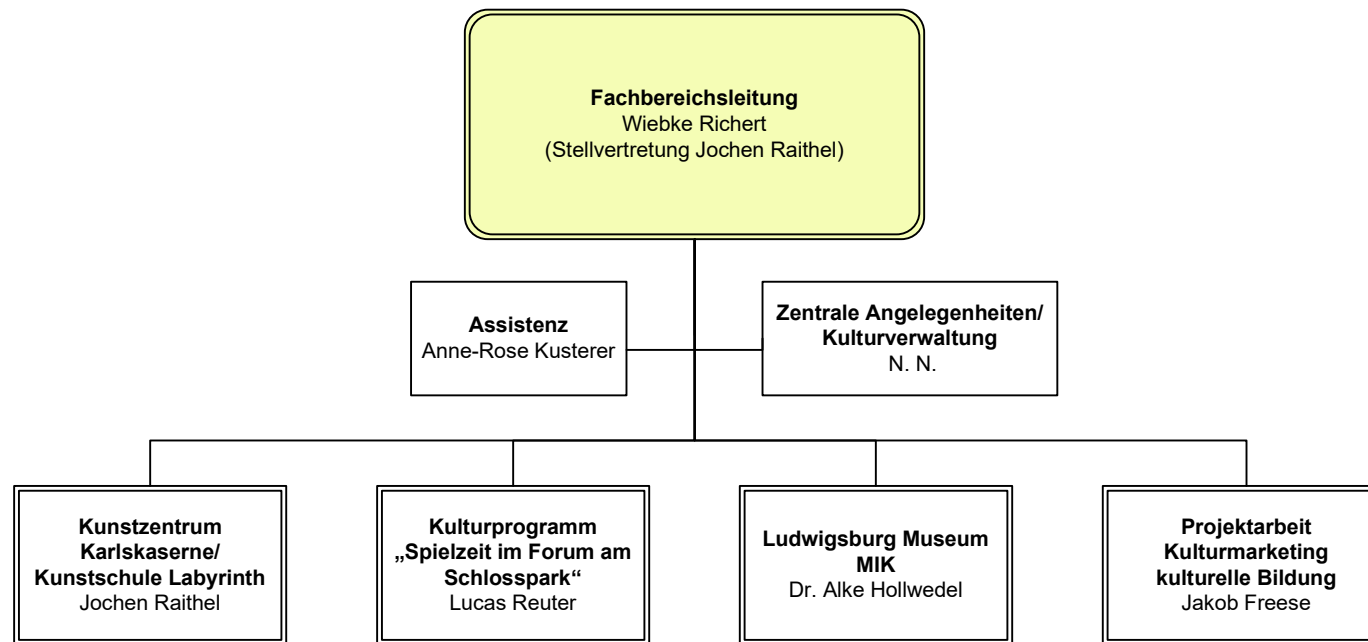 Fachbereichsleitung
Wiebke Richert
(Stellvertretung Jochen Raithel)
Assistenz
Anne-Rose Kusterer
Zentrale Angelegenheiten/
Kulturverwaltung
N. N.
Kunstzentrum
Karlskaserne/
Kunstschule Labyrinth
Jochen Raithel
Kulturprogramm
„Spielzeit im Forum am
Schlosspark“
Lucas Reuter
Ludwigsburg Museum
MIK
Dr. Alke Hollwedel
Projektarbeit
Kulturmarketing
kulturelle Bildung
Jakob Freese